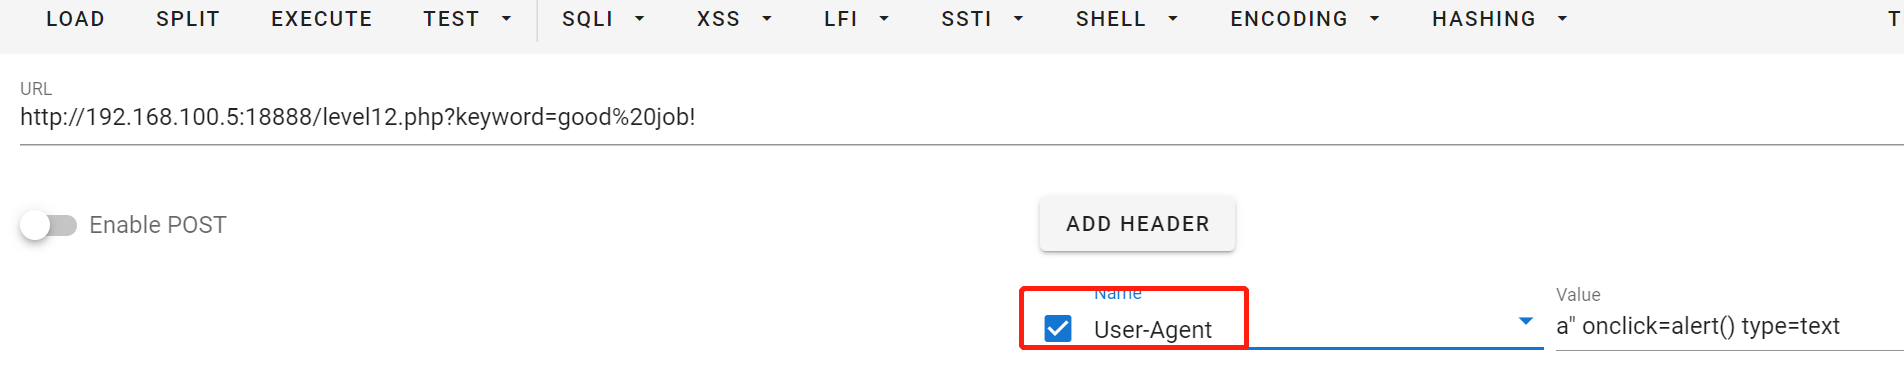 LOAD SPLIT EXECUTE TEST SQLI XSS LFI SSTI SHELL ENCODING HASHING T
URL
http://192.168.100.5:18888/level12.php?keyword=good%20job!
Enable POST ADD HEADER
Name Value
User-Agent a" onclick=alert() type=text